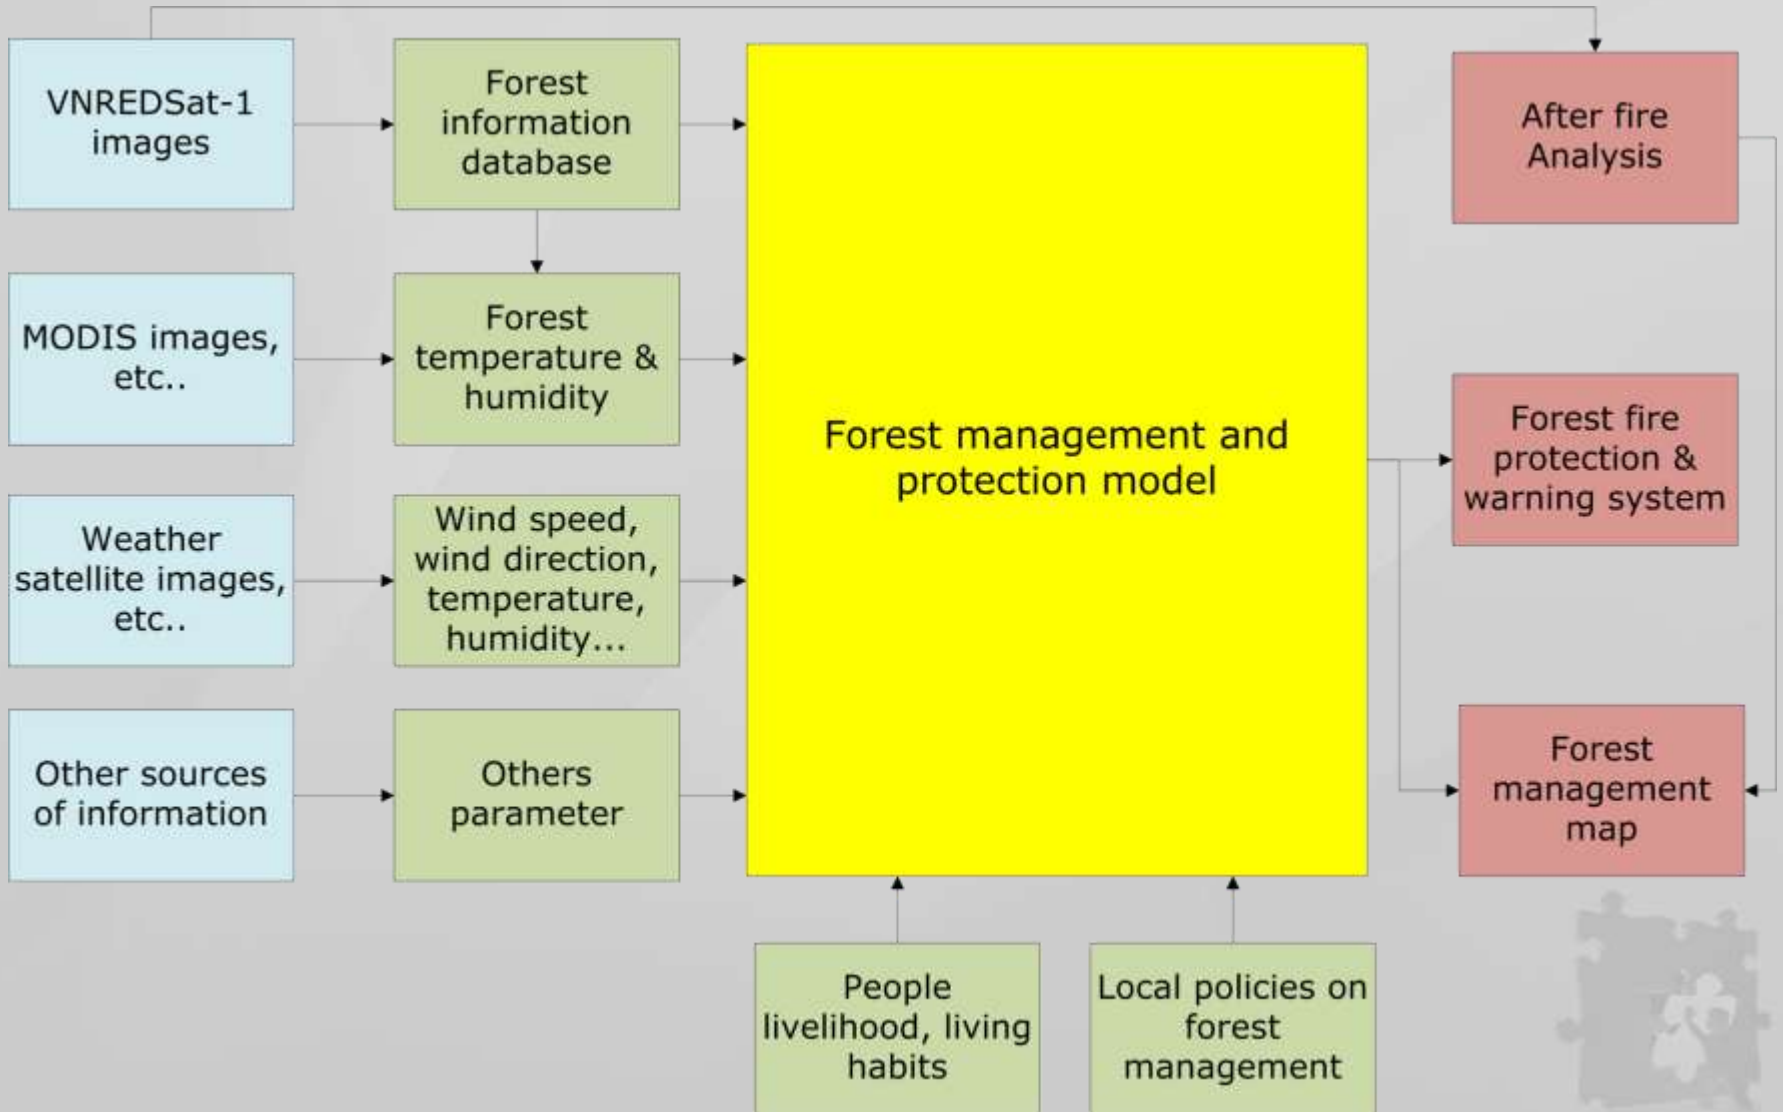 VNREDSat-1
images
Forest
information
database
After fire
Analysis
MODIS images,
etc..
Forest
temperature &
humidity
Forest management and
protection model
Forest fire
protection &
warning system
Weather
satellite images,
etc..
Wind speed,
wind direction,
temperature,
humidity...
Other sources
of information
Others
parameter
Forest
management
map
People
livelihood, living
habits
Local policies on
forest
management